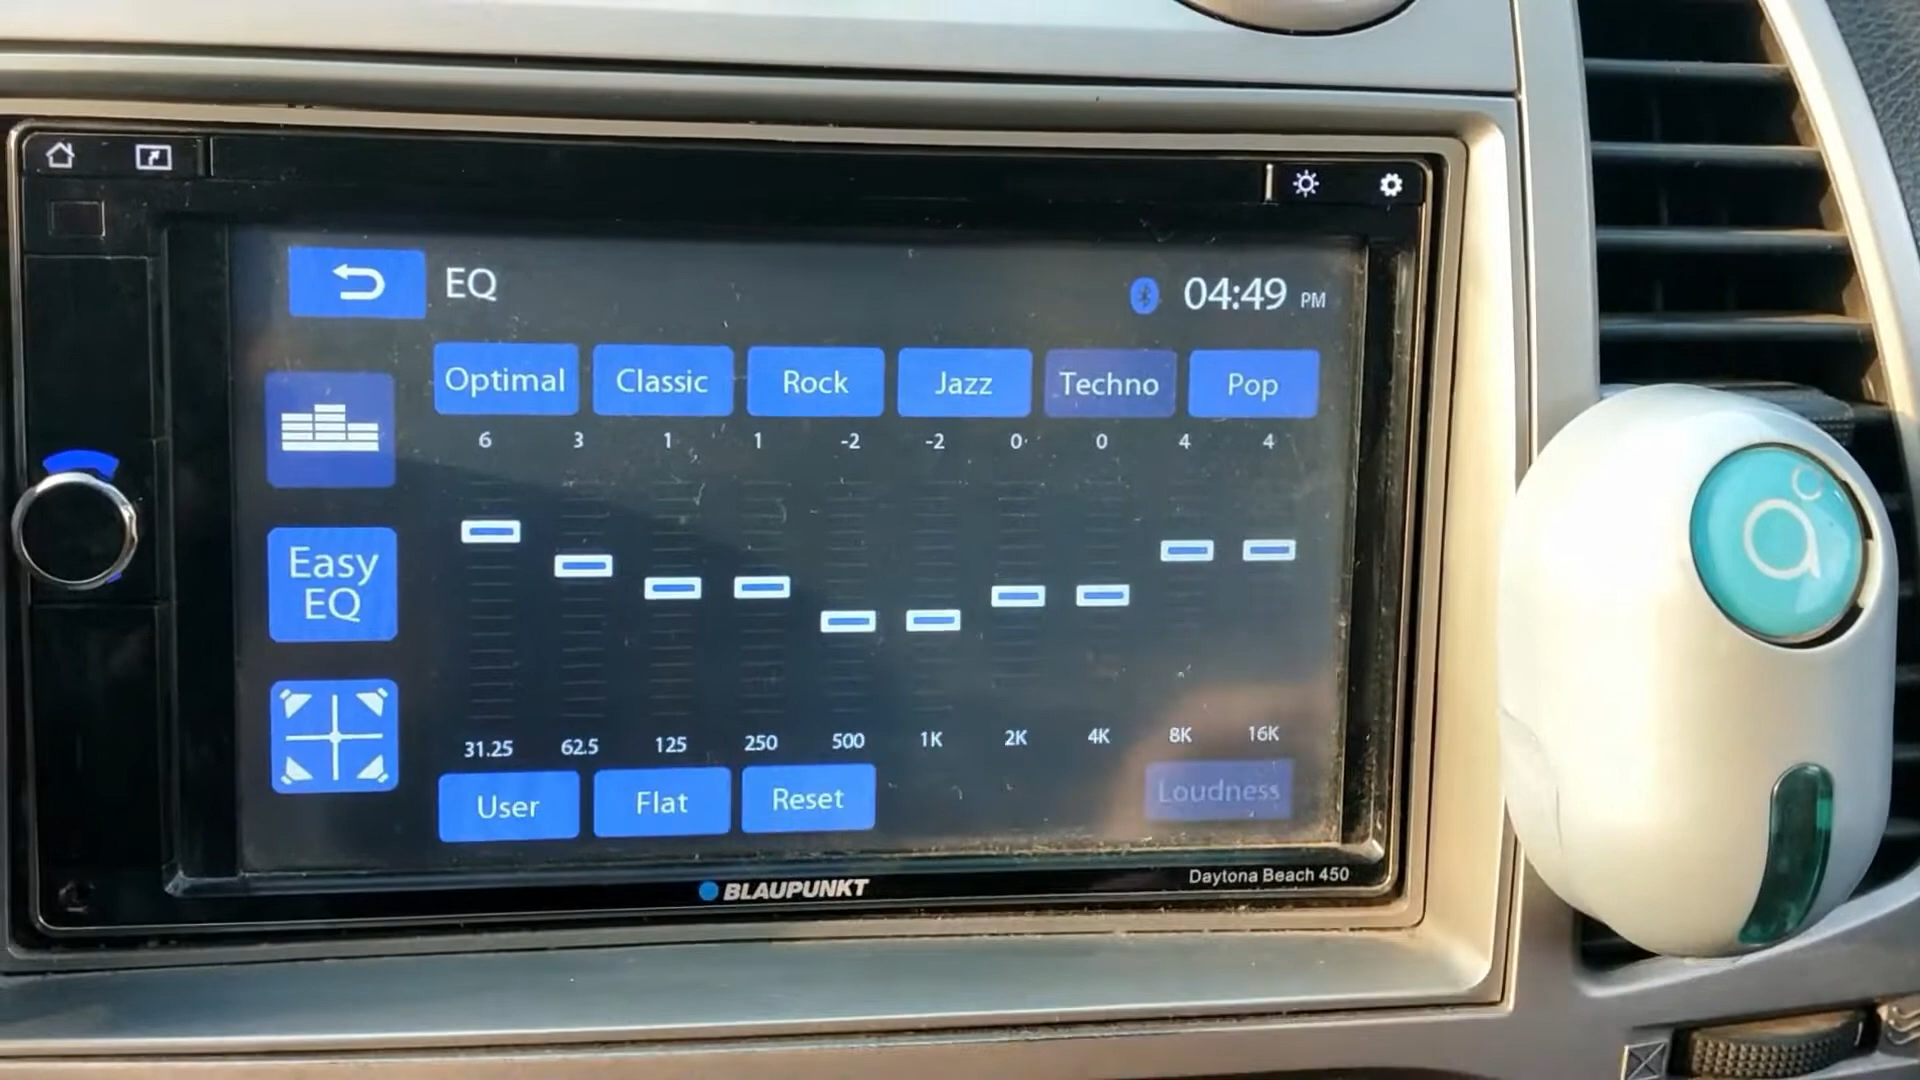 EQ
04:49 PM
Optimal Classic Rock Jazz Techno Pop
6 3 1 1 -2 -2 0 0 4 4
Easy
EQ
31.25 62.5 125 250 500 1K 2K 4K 8K 16K
User Flat Reset Loudness
BLAUPUNKT
Daytona Beach 450